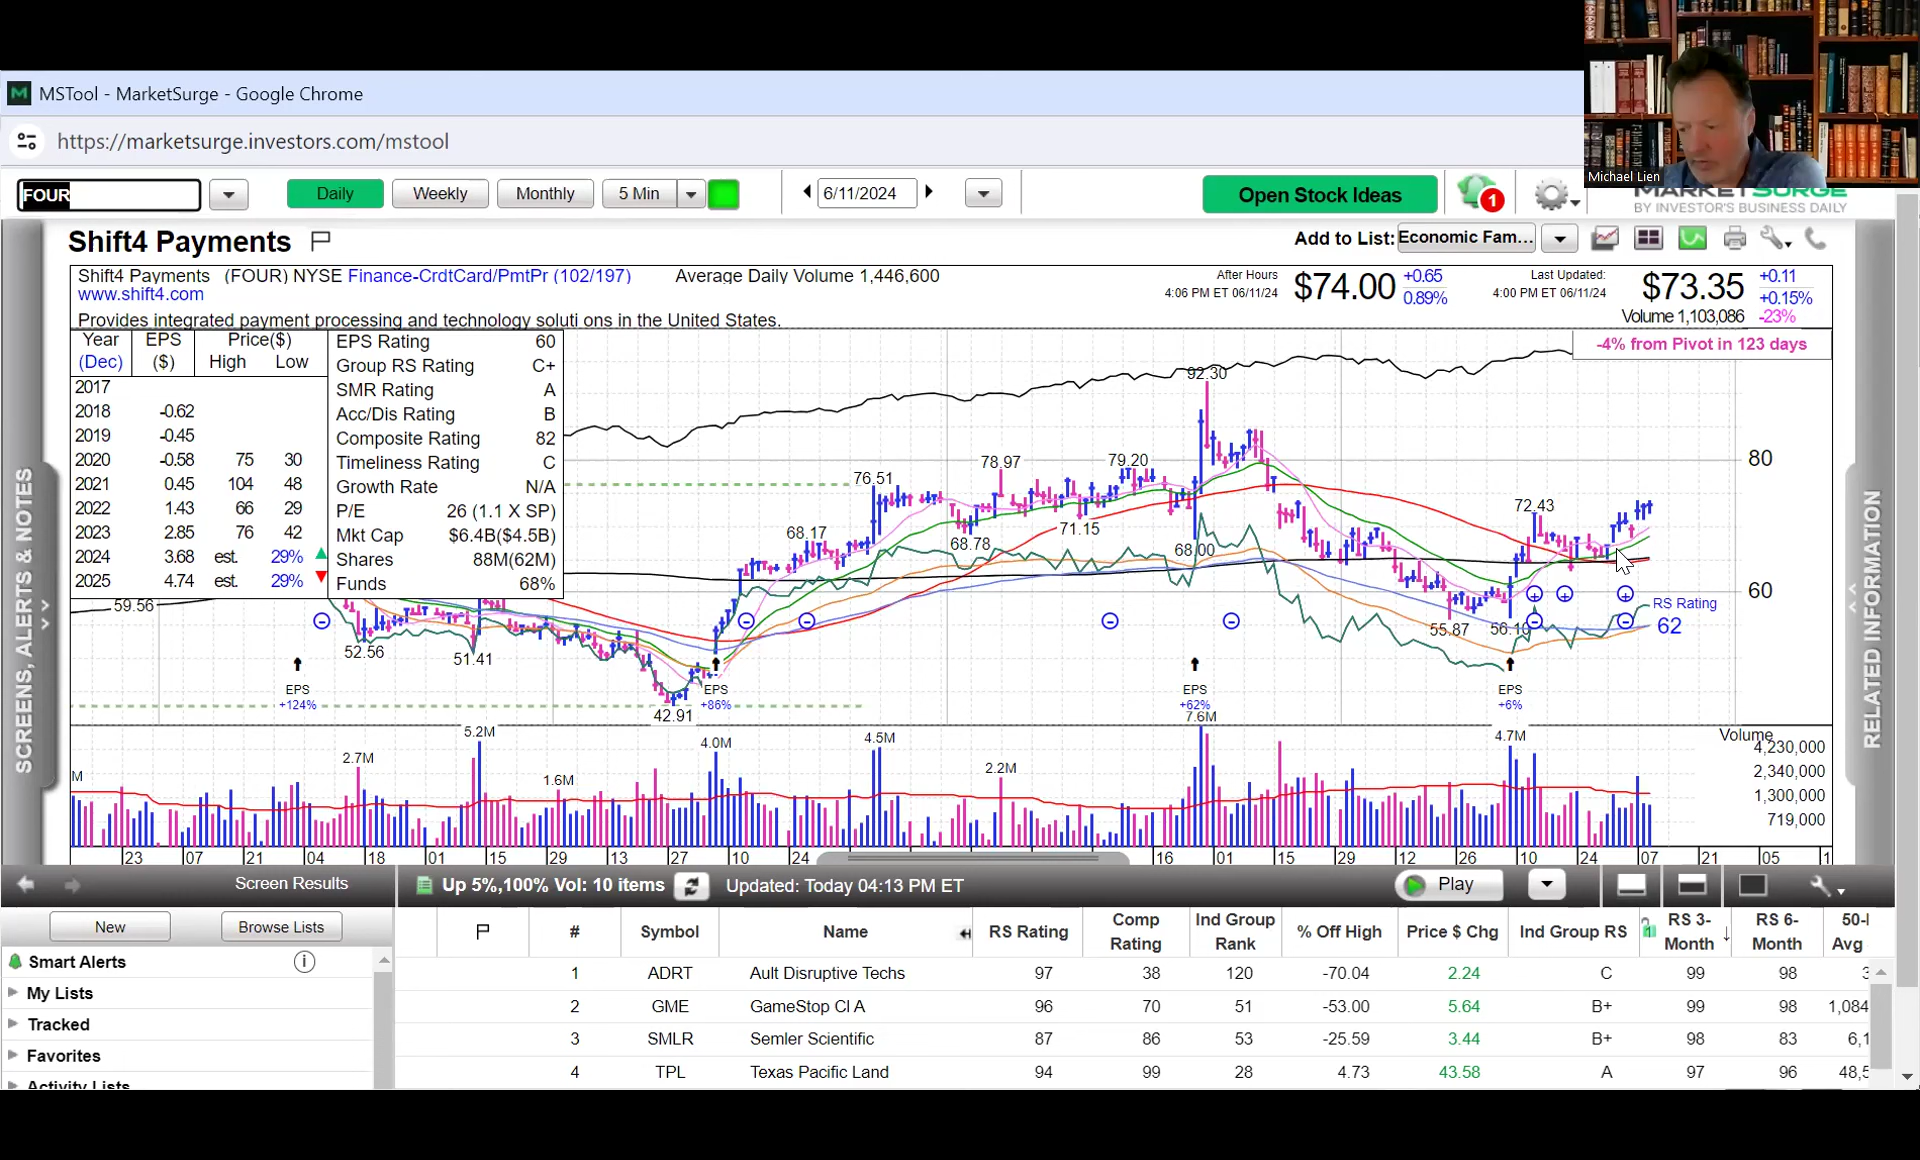 MSTool - MarketSurge - Google Chrome
https://marketsurge.investors.com/mstool
Michael Lien
FOUR
Daily
Weekly
Monthly
5 Min
6/11/2024
Open Stock Ideas
1
MARKETSURGE
BY INVESTOR'S BUSINESS DAILY
Shift4 Payments
Add to List:
Economic Fam...
Shift4 Payments (FOUR) NYSE Finance-CrdtCard/PmtPr (102/197) Average Daily Volume 1,446,600
www.shift4.com
Provides integrated payment processing and technology soluti ons in the United States.
After Hours
4:06 PM ET 06/11/24
$74.00
+0.65
0.89%
Last Updated:
4:00 PM ET 06/11/24
$73.35
+0.11
+0.15%
Volume 1,103,086 -23%
-4% from Pivot in 123 days
Year EPS Price($)
(Dec) ($) High Low
2017
2018 -0.62
2019 -0.45
2020 -0.58 75 30
2021 0.45 104 48
2022 1.43 66 29
2023 2.85 76 42
2024 3.68 est. 29%
2025 4.74 est. 29%
EPS Rating 60
Group RS Rating C+
SMR Rating A
Acc/Dis Rating B
Composite Rating 82
Timeliness Rating C
Growth Rate N/A
P/E 26 (1.1 X SP)
Mkt Cap $6.4B($4.5B)
Shares 88M(62M)
Funds 68%
92.30
76.51
78.97
79.20
80
68.17
68.78
71.15
68.00
72.43
60
59.56
52.56
51.41
42.91
55.87
56.10
RS Rating
62
EPS
+124%
EPS
+86%
EPS
+62%
EPS
+6%
M
2.7M
5.2M
1.6M
4.0M
4.5M
2.2M
7.6M
4.7M
Volume
4,230,000
2,340,000
1,300,000
719,000
23 07 21 04 18 01 15 29 13 27 10 24 16 01 15 29 12 26 10 24 07 21 05 1
SCREENS, ALERTS & NOTES
RELATED INFORMATION
Screen Results
Up 5%,100% Vol: 10 items
Updated: Today 04:13 PM ET
Play
New
Browse Lists
Smart Alerts
My Lists
Tracked
Favorites
Activity Lists
# Symbol Name RS Rating Comp Rating Ind Group Rank % Off High Price $ Chg Ind Group RS RS 3-Month RS 6-Month 50-I Avg
1 ADRT Ault Disruptive Techs 97 38 120 -70.04 2.24 C 99 98 3
2 GME GameStop Cl A 96 70 51 -53.00 5.64 B+ 99 98 1,084
3 SMLR Semler Scientific 87 86 53 -25.59 3.44 B+ 98 83 6,1
4 TPL Texas Pacific Land 94 99 28 4.73 43.58 A 97 96 48,5